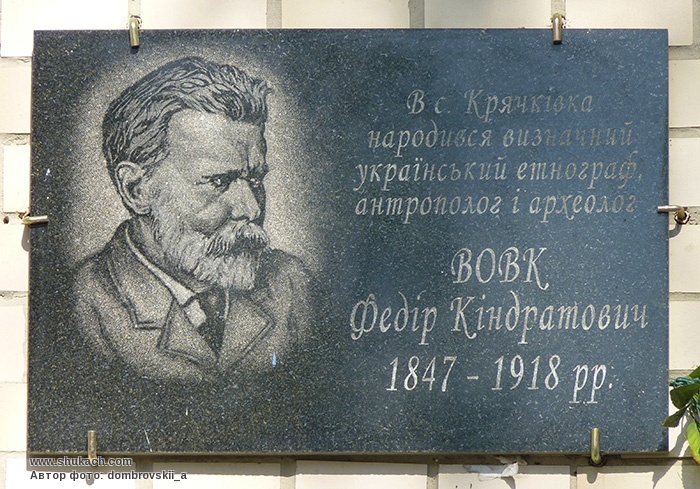 В с. Крячківка
народився визначний
український етнограф,
антрополог і археолог
ВОВК
Федір Кіндратович
1847 - 1918 рр.
www.shukach.com
Автор фото: dombrovskii_a